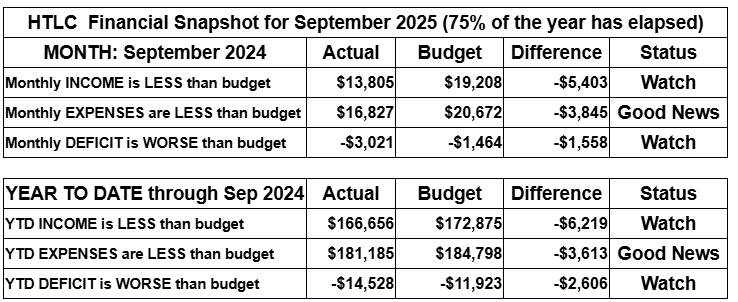 HTLC Financial Snapshot for September 2025 (75% of the year has elapsed)
MONTH: September 2024 Actual Budget Difference Status
Monthly INCOME is LESS than budget $13,805 $19,208 -$5,403 Watch
Monthly EXPENSES are LESS than budget $16,827 $20,672 -$3,845 Good News
Monthly DEFICIT is WORSE than budget -$3,021 -$1,464 -$1,558 Watch
YEAR TO DATE through Sep 2024 Actual Budget Difference Status
YTD INCOME is LESS than budget $166,656 $172,875 -$6,219 Watch
YTD EXPENSES are LESS than budget $181,185 $184,798 -$3,613 Good News
YTD DEFICIT is WORSE than budget -$14,528 -$11,923 -$2,606 Watch